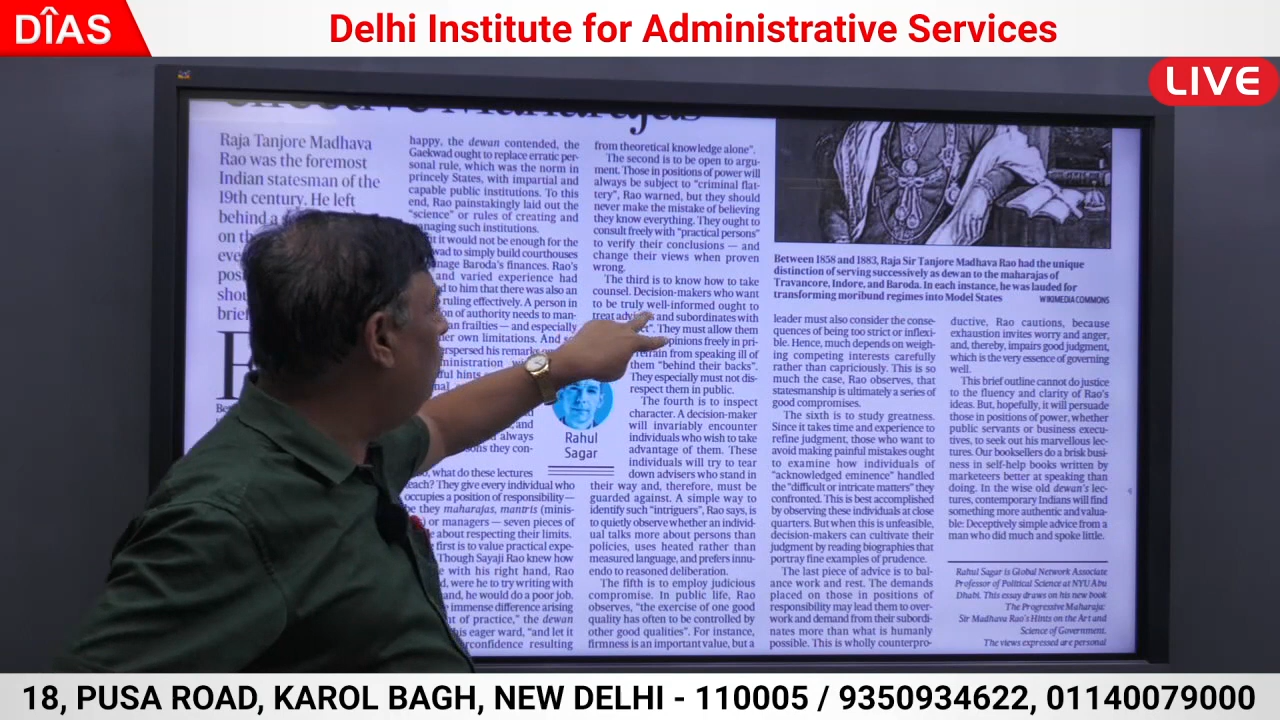 DÎAS
Delhi Institute for Administrative Services
LIVE
Raja Tanjore Madhava
Rao was the foremost
Indian statesman of the
19th century. He left
behind a
on th
eve
pos
shou
brief
happy, the dewan contended, the
Gaekwad ought to replace erratic per-
sonal rule, which was the norm in
princely States, with impartial and
capable public institutions. To this
end, Rao painstakingly laid out the
"science" or rules of creating and
managing such institutions.
it would not be enough for the
to simply build courthouses
Baroda's finances. Rao's
and varied experience had
to him that there was also an
ruling effectively. A person in
of authority needs to man-
frailties — and especially
own limitations. And
his remarks
hints
and
always
they con-
what do these lectures
teach? They give every individual who
occupies a position of responsibility—
be they maharajas, mantris (minis-
or managers — seven pieces of
about respecting their limits.
first is to value practical expe-
Though Sayaji Rao knew how
with his right hand, Rao
were he to try writing with
hand, he would do a poor job.
immense difference arising
of practice," the dewan
his eager ward, "and let it
resulting
from theoretical knowledge alone".
The second is to be open to argu-
ment. Those in positions of power will
always be subject to "criminal flat-
tery", Rao warned, but they should
never make the mistake of believing
they know everything. They ought to
consult freely with "practical persons"
to verify their conclusions — and
change their views when proven
wrong.
The third is to know how to take
counsel. Decision-makers who want
to be truly well-informed ought to
treat and subordinates with
They must allow them
opinions freely in pri-
refrain from speaking ill of
them "behind their backs".
They especially must not dis-
respect them in public.
The fourth is to inspect
character. A decision-maker
will invariably encounter
individuals who wish to take
advantage of them. These
individuals will try to tear
down advisers who stand in
their way and, therefore, must be
guarded against. A simple way to
identify such "intriguers", Rao says, is
to quietly observe whether an individ-
ual talks more about persons than
policies, uses heated rather than
measured language, and prefers innu-
endo to reasoned deliberation.
The fifth is to employ judicious
compromise. In public life, Rao
observes, "the exercise of one good
quality has often to be controlled by
other good qualities". For instance,
firmness is an important value, but a
Rahul
Sagar
Between 1858 and 1883, Raja Sir Tanjore Madhava Rao had the unique
distinction of serving successively as dewan to the maharajas of
Travancore, Indore, and Baroda. In each instance, he was lauded for
transforming moribund regimes into Model States WIKIMEDIA COMMONS
leader must also consider the conse-
quences of being too strict or inflexi-
ble. Hence, much depends on weigh-
ing competing interests carefully
rather than capriciously. This is so
much the case, Rao observes, that
statesmanship is ultimately a series of
good compromises.
The sixth is to study greatness.
Since it takes time and experience to
refine judgment, those who want to
avoid making painful mistakes ought
to examine how individuals of
"acknowledged eminence" handled
the "difficult or intricate matters" they
confronted. This is best accomplished
by observing these individuals at close
quarters. But when this is unfeasible,
decision-makers can cultivate their
judgment by reading biographies that
portray fine examples of prudence.
The last piece of advice is to bal-
ance work and rest. The demands
placed on those in positions of
responsibility may lead them to over-
work and demand from their subordi-
nates more than what is humanly
possible. This is wholly counterpro-
ductive, Rao cautions, because
exhaustion invites worry and anger,
and, thereby, impairs good judgment,
which is the very essence of governing
well.
This brief outline cannot do justice
to the fluency and clarity of Rao's
ideas. But, hopefully, it will persuade
those in positions of power, whether
public servants or business execu-
tives, to seek out his marvellous lec-
tures. Our booksellers do a brisk busi-
ness in self-help books written by
marketeers better at speaking than
doing. In the wise old dewan's lec-
tures, contemporary Indians will find
something more authentic and valua-
ble: Deceptively simple advice from a
man who did much and spoke little.
Rahul Sagar is Global Network Associate
Professor of Political Science at NYU Abu
Dhabi. This essay draws on his new book
The Progressive Maharaja:
Sir Madhava Rao's Hints on the Art and
Science of Government.
The views expressed are personal
18, PUSA ROAD, KAROL BAGH, NEW DELHI - 110005 / 9350934622, 01140079000